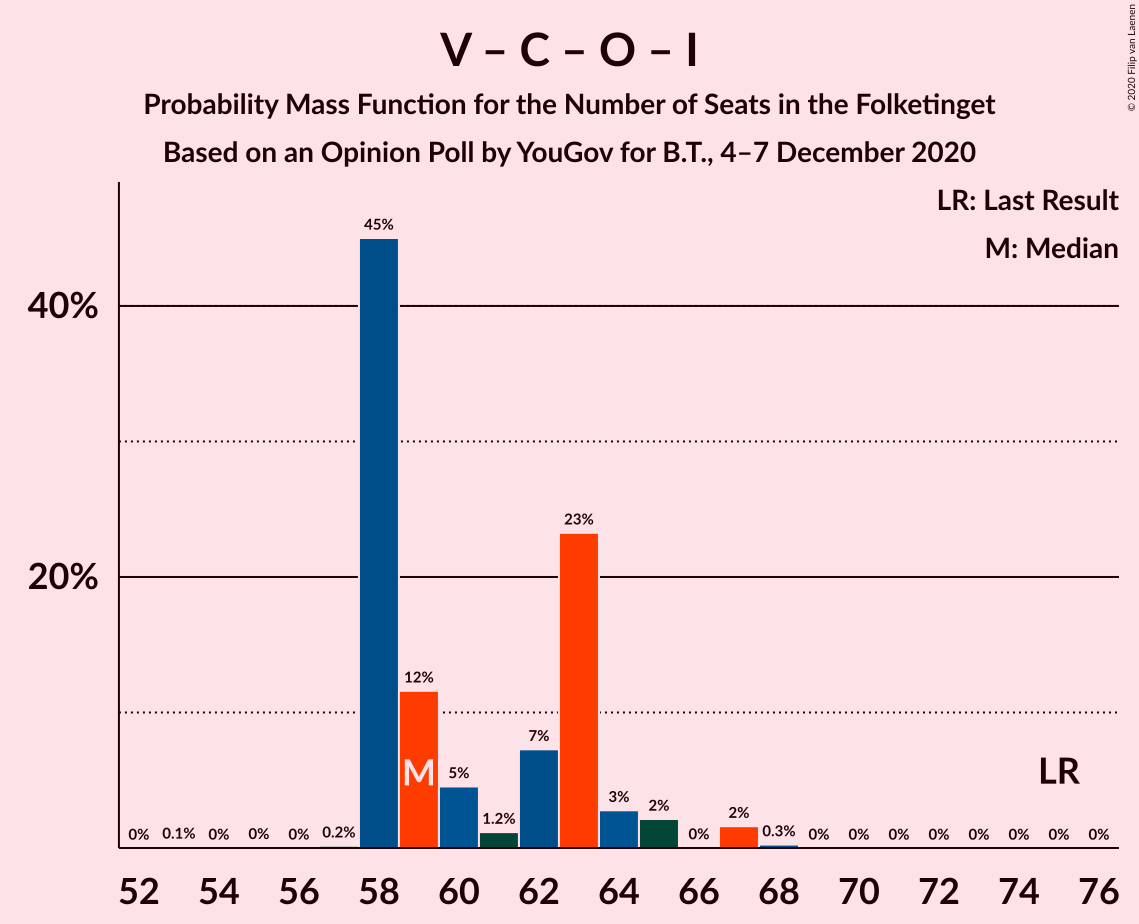 V – C – O – I
Probability Mass Function for the Number of Seats in the Folketinget
Based on an Opinion Poll by YouGov for B.T., 4–7 December 2020
© 2020 Filip van Laenen
LR: Last Result
M: Median
40%
20%
0% 0.1% 0% 0% 0% 0.2% 45% 12% 5% 1.2% 7% 23% 3% 2% 0% 2% 0.3% 0% 0% 0% 0% 0% 0% 0% 0%
M
LR
52 54 56 58 60 62 64 66 68 70 72 74 76